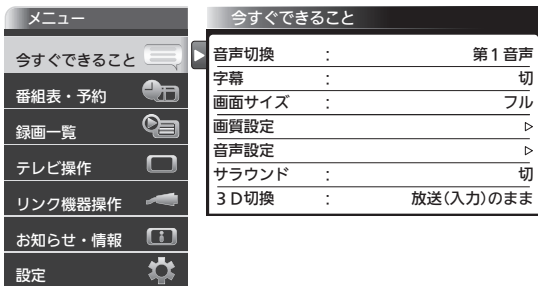 メニュー
今すぐできること
番組表・予約
録画一覧
テレビ操作
リンク機器操作
お知らせ・情報
設定
今すぐできること
音声切換 : 第1音声
字幕 : 切
画面サイズ : フル
画質設定
音声設定
サラウンド : 切
3D切換 : 放送(入力)のまま